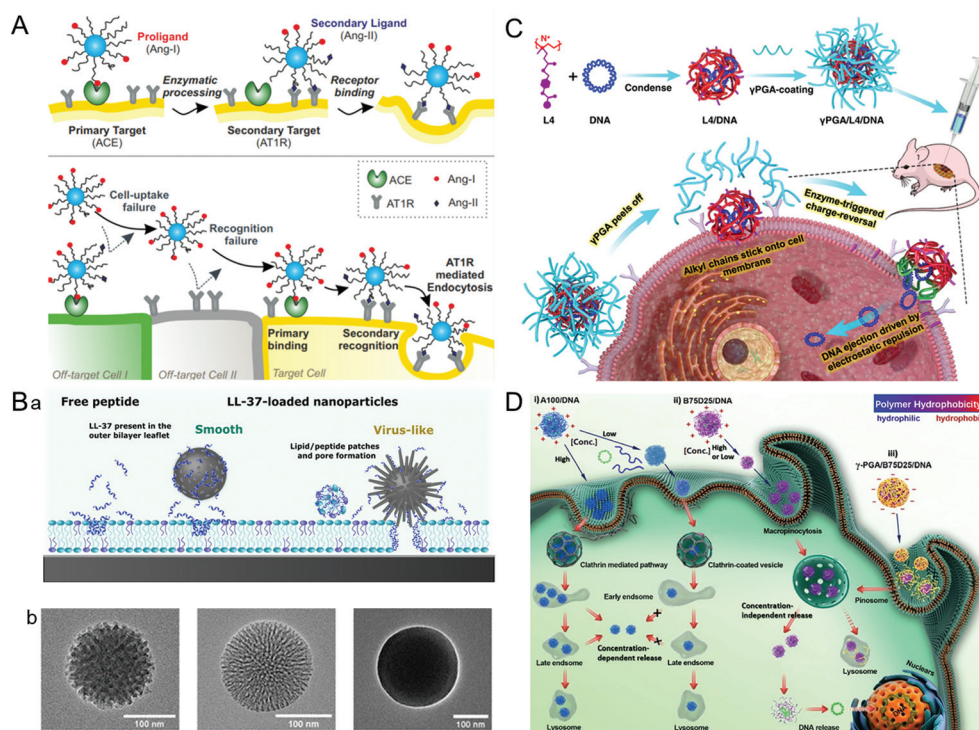 A
Proligand
(Ang-I)
Enzymatic
processing
Secondary Ligand
(Ang-II)
Receptor
binding
Primary Target
(ACE)
Secondary Target
(AT1R)
ACE
Ang-I
AT1R
Ang-II
Cell-uptake
failure
Recognition
failure
AT1R
mediated
Endocytosis
Primary
binding
Secondary
recognition
Off-target Cell I
Off-target Cell II
Target Cell
B
a
Free peptide
LL-37-loaded nanoparticles
LL-37 present in the
outer bilayer leaflet
Smooth
Lipid/peptide patches
and pore formation
Virus-like
b
100 nm
100 nm
100 nm
C
N+
L4
+
DNA
Condense
L4/DNA
γPGA-coating
γPGA/L4/DNA
γPGA peels off
Enzyme-triggered
charge-reversal
Alkyl chains stick onto cell
membrane
DNA ejection driven by
electrostatic repulsion
D
i) A100/DNA
[Conc.]
Low
High
ii) B75D25/DNA
[Conc.]
High
or Low
Polymer Hydrophobicity
hydrophilic
hydrophobi
iii)
γ-PGA/B75D25/DNA
Macropinocytosis
Clathrin mediated pathway
Clathrin-coated vesicle
Pinosome
Early endsome
Concentration-
independent release
Concentration-
dependent release
Late endsome
Late endsome
Lysosome
Lysosome
Lysosome
Nuclears
DNA
DNA release